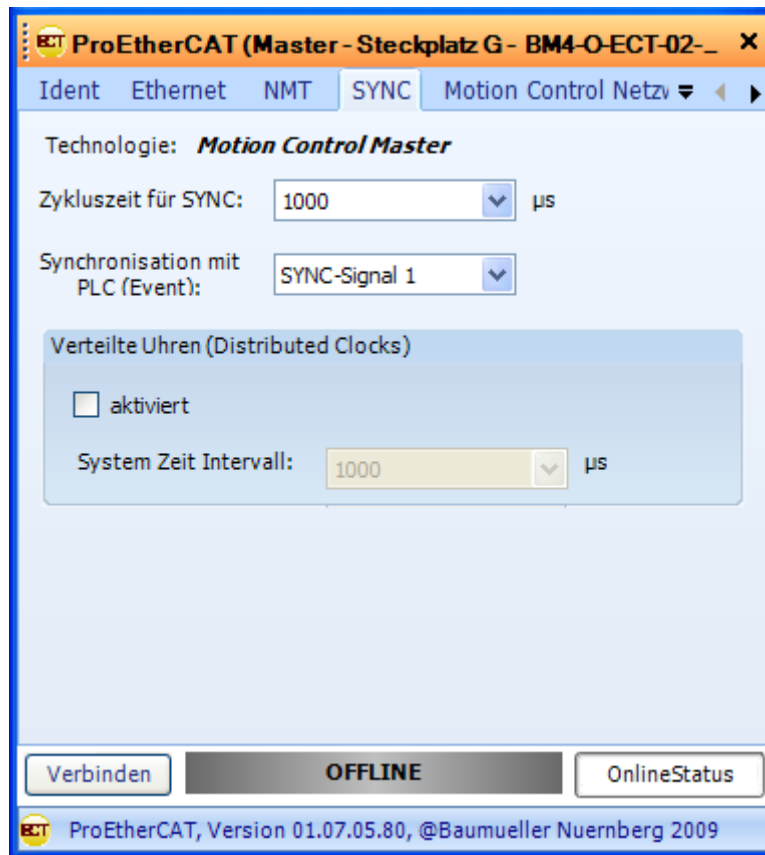 ECT ProEtherCAT (Master - Steckplatz G - BM4-O-ECT-02-_
Ident Ethernet NMT SYNC Motion Control Netzv
Technologie: Motion Control Master
Zykluszeit für SYNC: 1000 µs
Synchronisation mit
PLC (Event): SYNC-Signal 1
Verteilte Uhren (Distributed Clocks)
aktiviert
System Zeit Intervall: 1000 µs
Verbinden OFFLINE OnlineStatus
ECT ProEtherCAT, Version 01.07.05.80, @Baumueller Nuernberg 2009